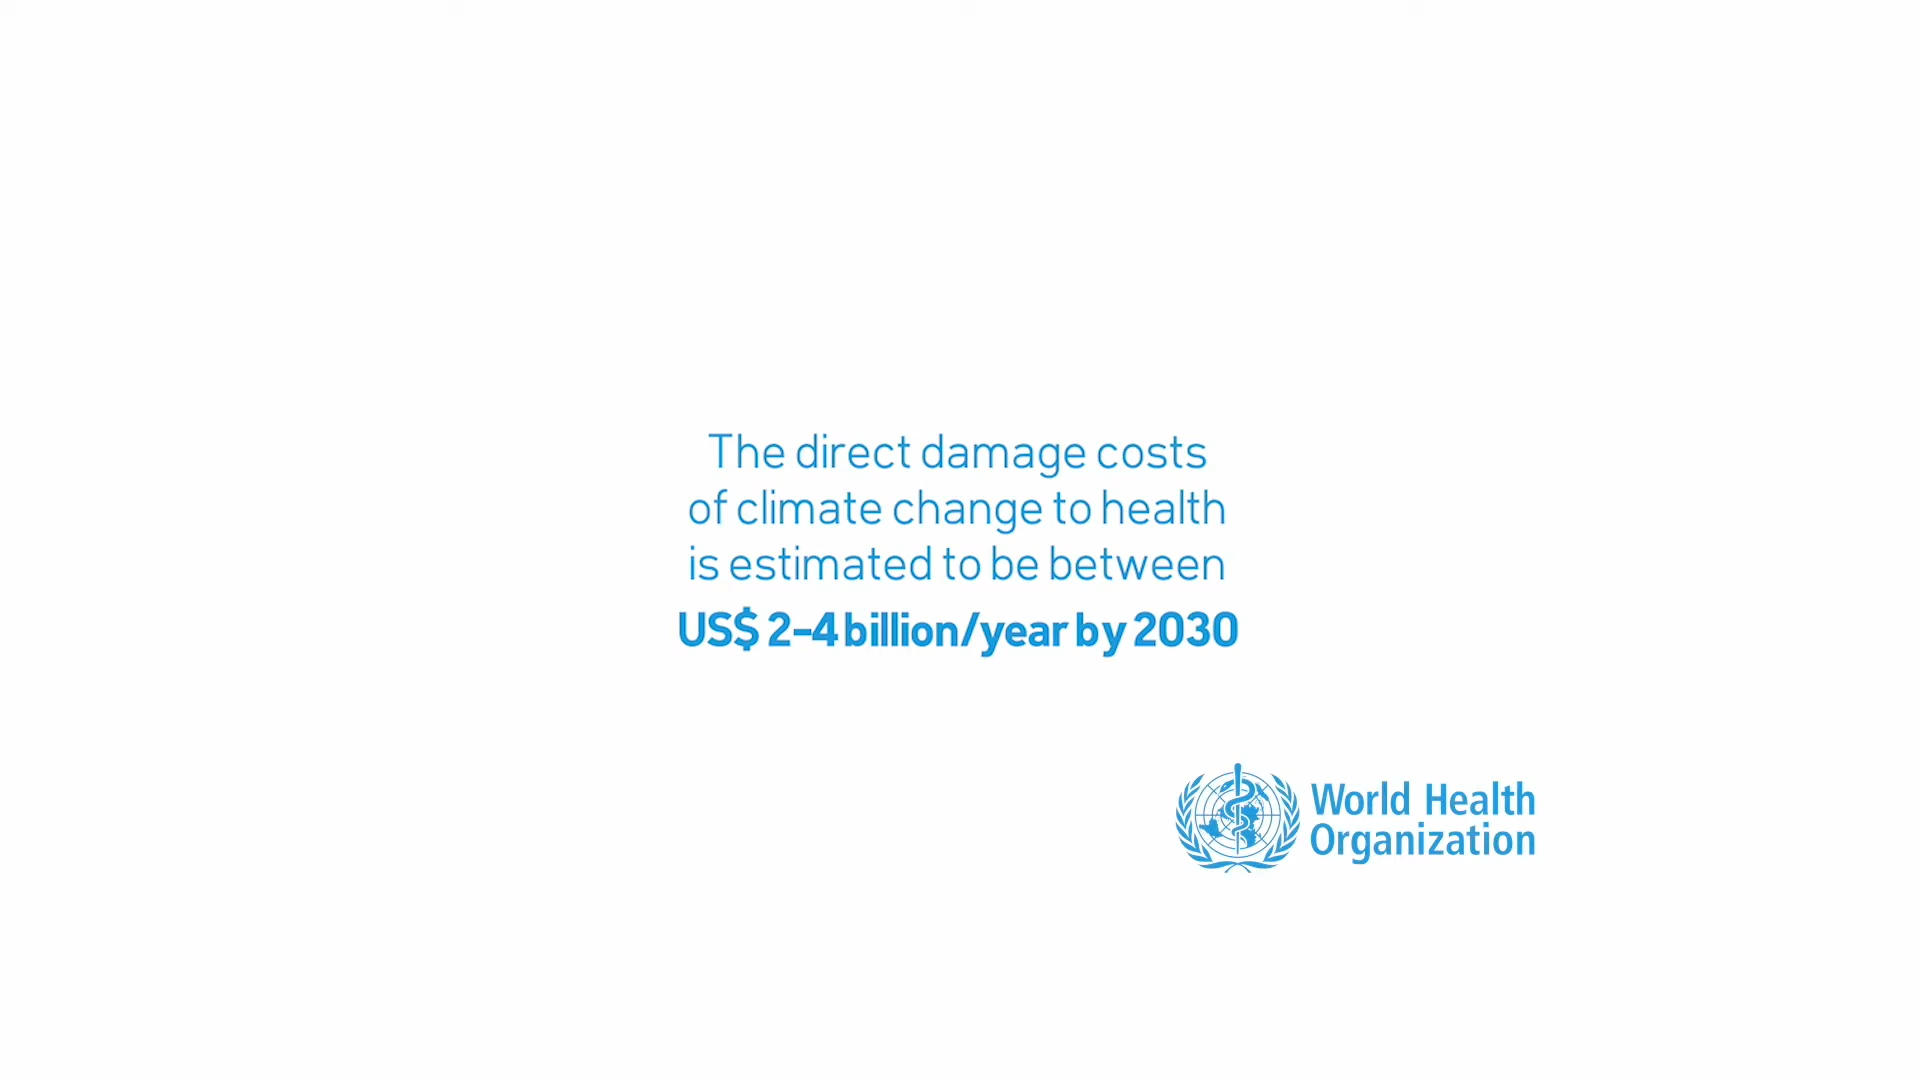 The direct damage costs
of climate change to health
is estimated to be between
US$ 2–4 billion/year by 2030
World Health
Organization